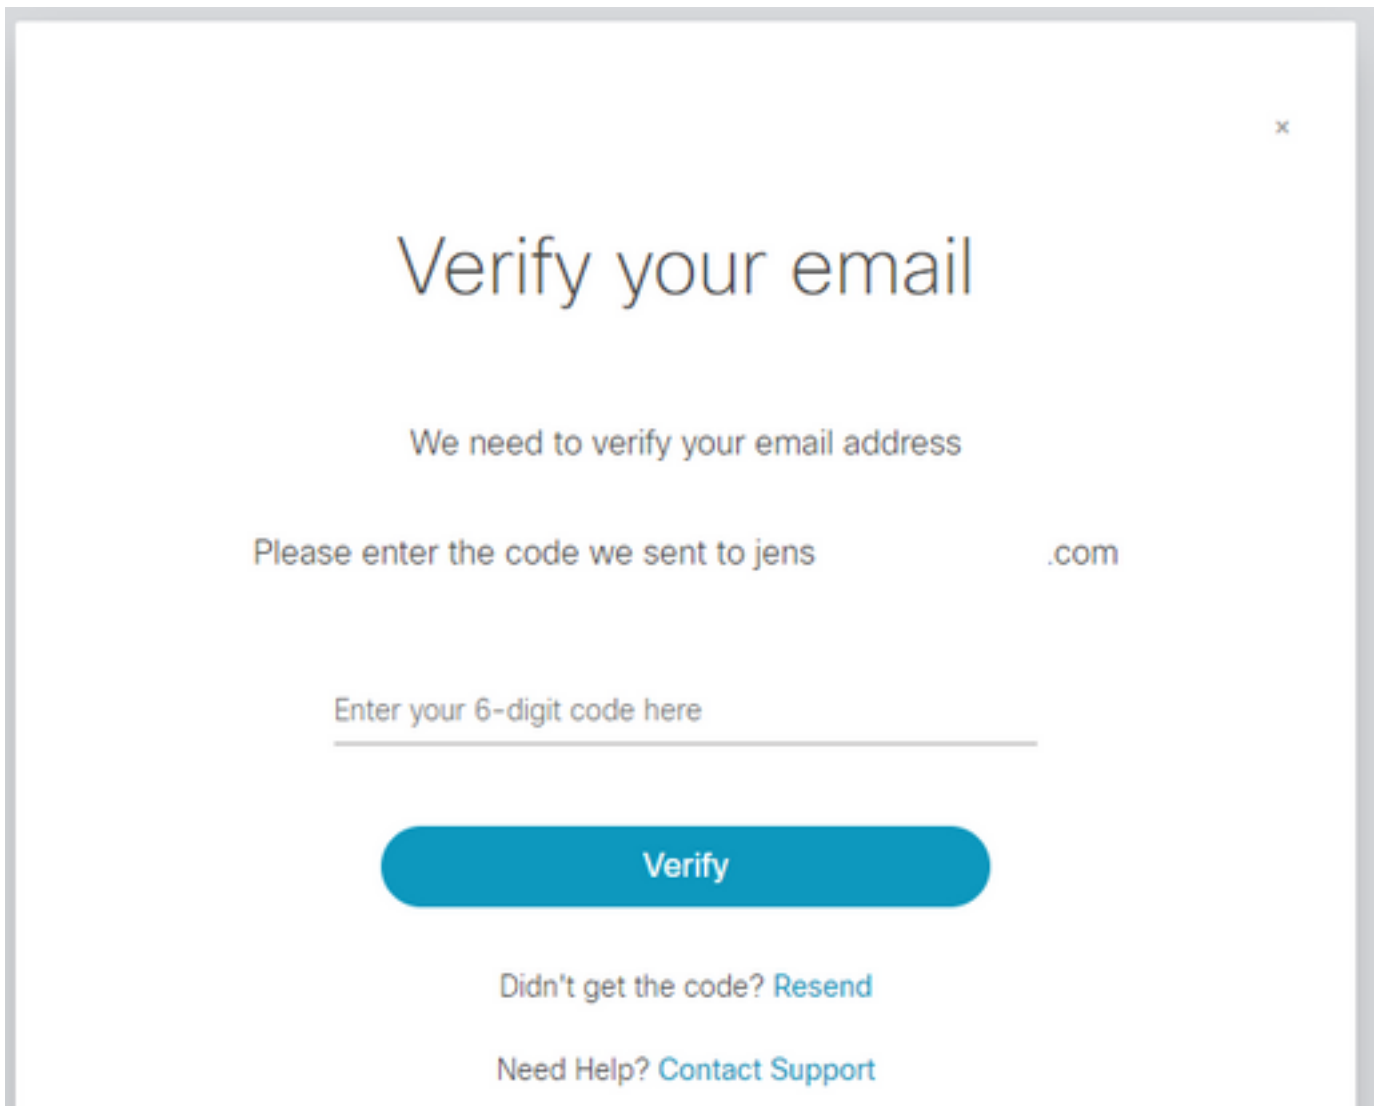 ×
Verify your email
We need to verify your email address
Please enter the code we sent to jens .com
Enter your 6-digit code here
Verify
Didn't get the code? Resend
Need Help? Contact Support